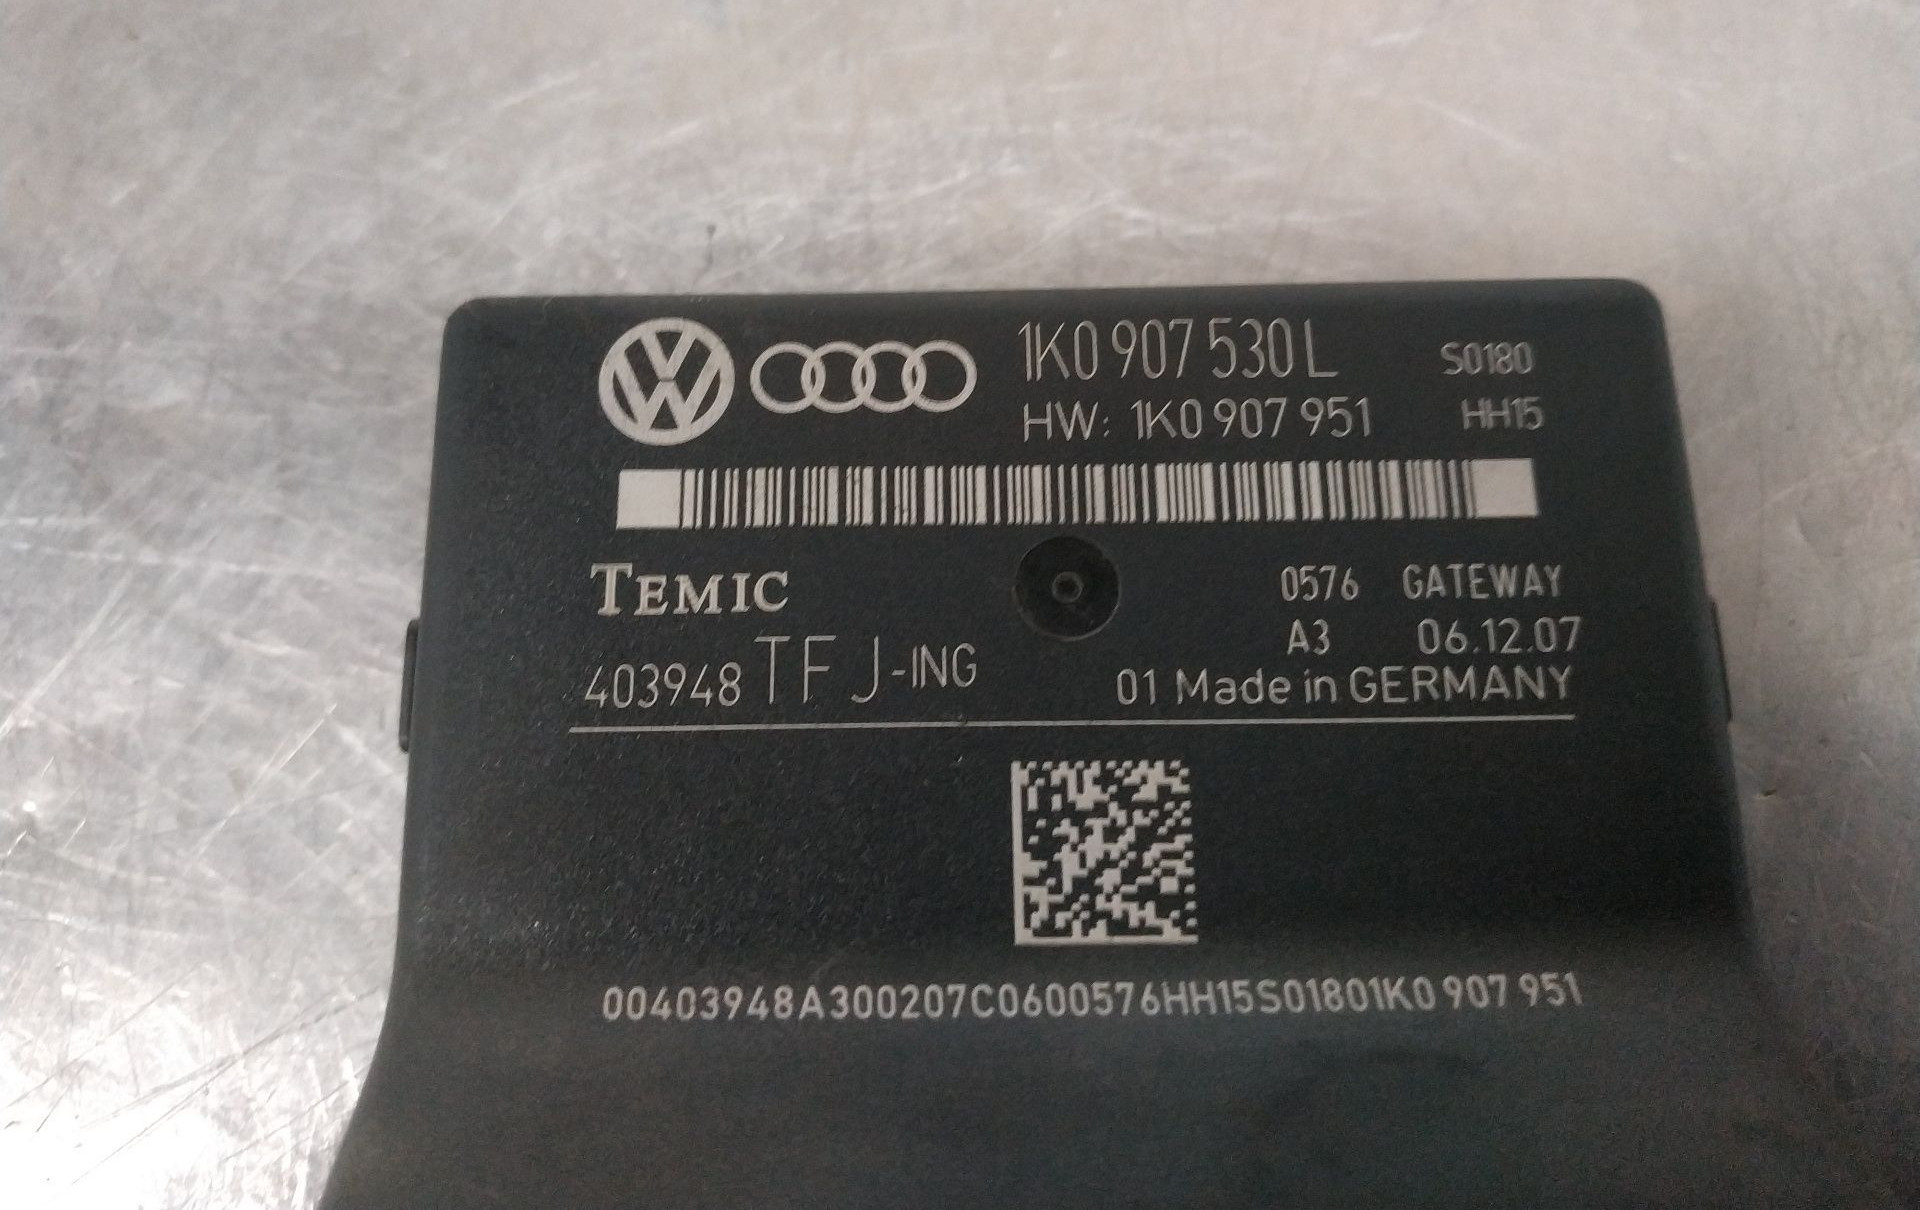 1K0 907 530 L S0180
HW: 1K0 907 951 HH15
TEMIC 0576 GATEWAY
A3 06.12.07
403948 TFJ-ING 01 Made in GERMANY
00403948A300207C0600576HH15S01801K0 907 951